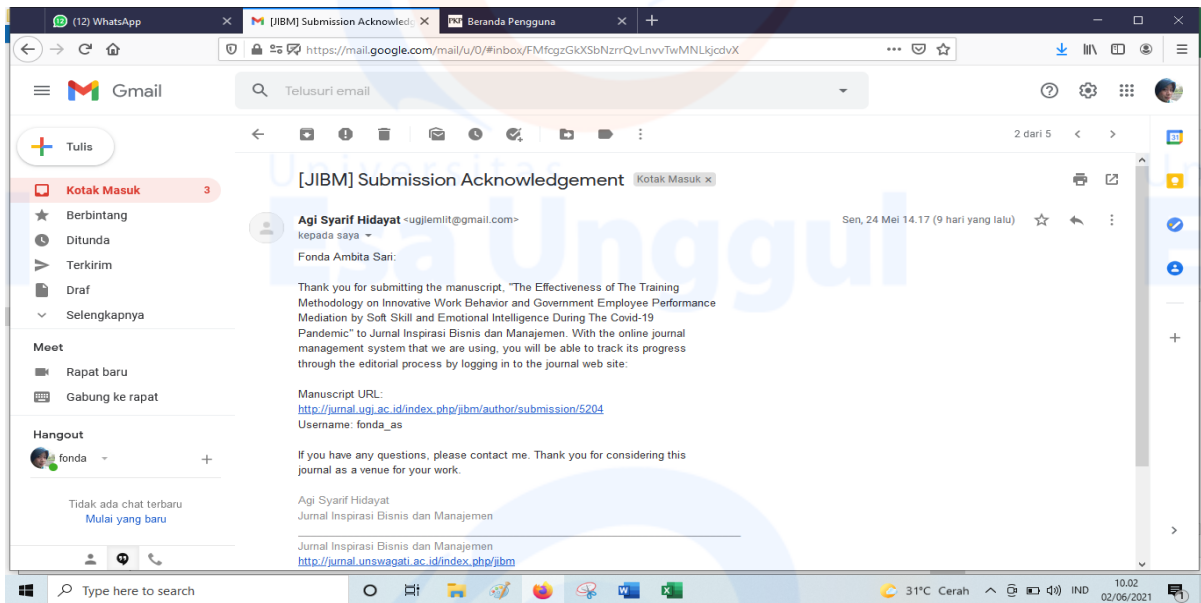 (12) WhatsApp
[JIBM] Submission Acknowledg
Beranda Pengguna
https://mail.google.com/mail/u/0/#inbox/FMfcgzGkXSbNzrrQvLnvvTwMNLkjcdvX
Gmail
Telusuri email
Tulis
2 dari 5
Kotak Masuk 3
Berbintang
Ditunda
Terkirim
Draf
Selengkapnya
Meet
Rapat baru
Gabung ke rapat
Hangout
fonda
Tidak ada chat terbaru
Mulai yang baru
Universitas
Esa Unggul
[JIBM] Submission Acknowledgement Kotak Masuk x
Agi Syarif Hidayat <ugjlemlit@gmail.com>
Sen, 24 Mei 14.17 (9 hari yang lalu)
kepada saya
Fonda Ambita Sari:
Thank you for submitting the manuscript, "The Effectiveness of The Training
Methodology on Innovative Work Behavior and Government Employee Performance
Mediation by Soft Skill and Emotional Intelligence During The Covid-19
Pandemic" to Jurnal Inspirasi Bisnis dan Manajemen. With the online journal
management system that we are using, you will be able to track its progress
through the editorial process by logging in to the journal web site:
Manuscript URL:
http://jurnal.ugj.ac.id/index.php/jibm/author/submission/5204
Username: fonda_as
If you have any questions, please contact me. Thank you for considering this
journal as a venue for your work.
Agi Syarif Hidayat
Jurnal Inspirasi Bisnis dan Manajemen
Jurnal Inspirasi Bisnis dan Manajemen
http://jurnal.unswagati.ac.id/index.php/jibm
31
Type here to search
31°C Cerah
IND
10.02
02/06/2021